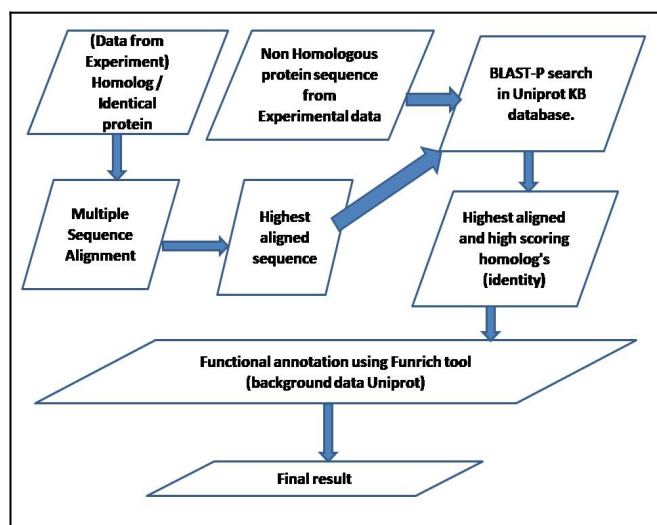 (Data from
Experiment)
Homolog /
Identical
protein
Non Homologous
protein sequence
from
Experimental data
BLAST-P search
in Uniprot KB
database.
Multiple
Sequence
Alignment
Highest
aligned
sequence
Highest aligned
and high scoring
homolog's
(identity)
Functional annotation using Funrich tool
(background data Uniprot)
Final result